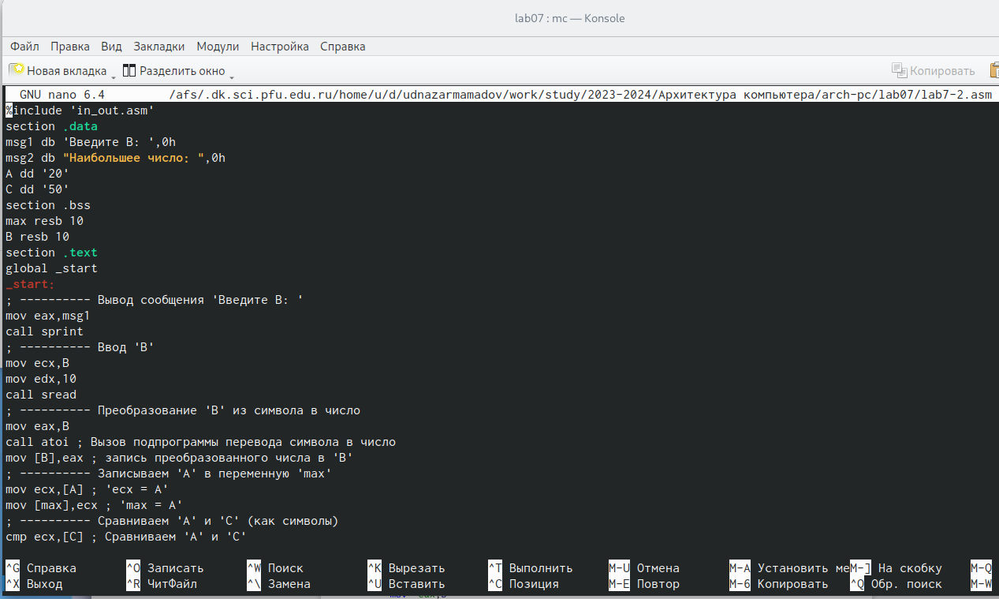 lab07 : mc — Konsole
Файл Правка Вид Закладки Модули Настройка Справка
Новая вкладка Разделить окно Копировать
GNU nano 6.4 /afs/.dk.sci.pfu.edu.ru/home/u/d/udnazarmamadov/work/study/2023-2024/Архитектура компьютера/arch-pc/lab07/lab7-2.asm
%include 'in_out.asm'
section .data
msg1 db 'Введите B: ',0h
msg2 db "Наибольшее число: ",0h
A dd '20'
C dd '50'
section .bss
max resb 10
B resb 10
section .text
global _start
_start:
; ---------- Вывод сообщения 'Введите B: '
mov eax,msg1
call sprint
; ---------- Ввод 'B'
mov ecx,B
mov edx,10
call sread
; ---------- Преобразование 'B' из символа в число
mov eax,B
call atoi ; Вызов подпрограммы перевода символа в число
mov [B],eax ; запись преобразованного числа в 'B'
; ---------- Записываем 'A' в переменную 'max'
mov ecx,[A] ; 'ecx = A'
mov [max],ecx ; 'max = A'
; ---------- Сравниваем 'A' и 'С' (как символы)
cmp ecx,[C] ; Сравниваем 'A' и 'С'
^G Справка ^O Записать ^W Поиск ^K Вырезать ^T Выполнить M-U Отмена M-A Установить ме M-] На скобку M-Q
^X Выход ^R ЧитФайл ^\ Замена ^U Вставить ^C Позиция M-E Повтор M-6 Копировать ^Q Обр. поиск M-W